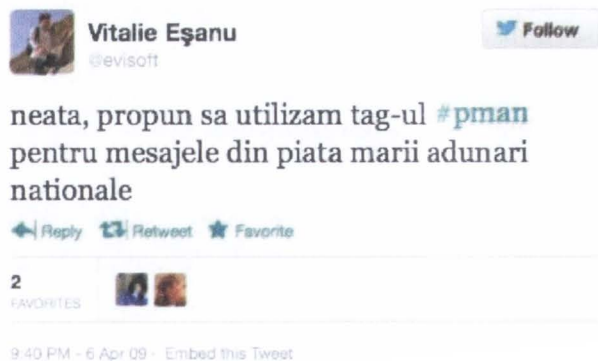 Vitalie Eșanu
@evisoft
Follow
neata, propun sa utilizam tag-ul #pman
pentru mesajele din piata marii adunari
nationale
Reply Retweet Favorite
2
FAVORITES
9:40 PM - 6 Apr 09 · Embed this Tweet